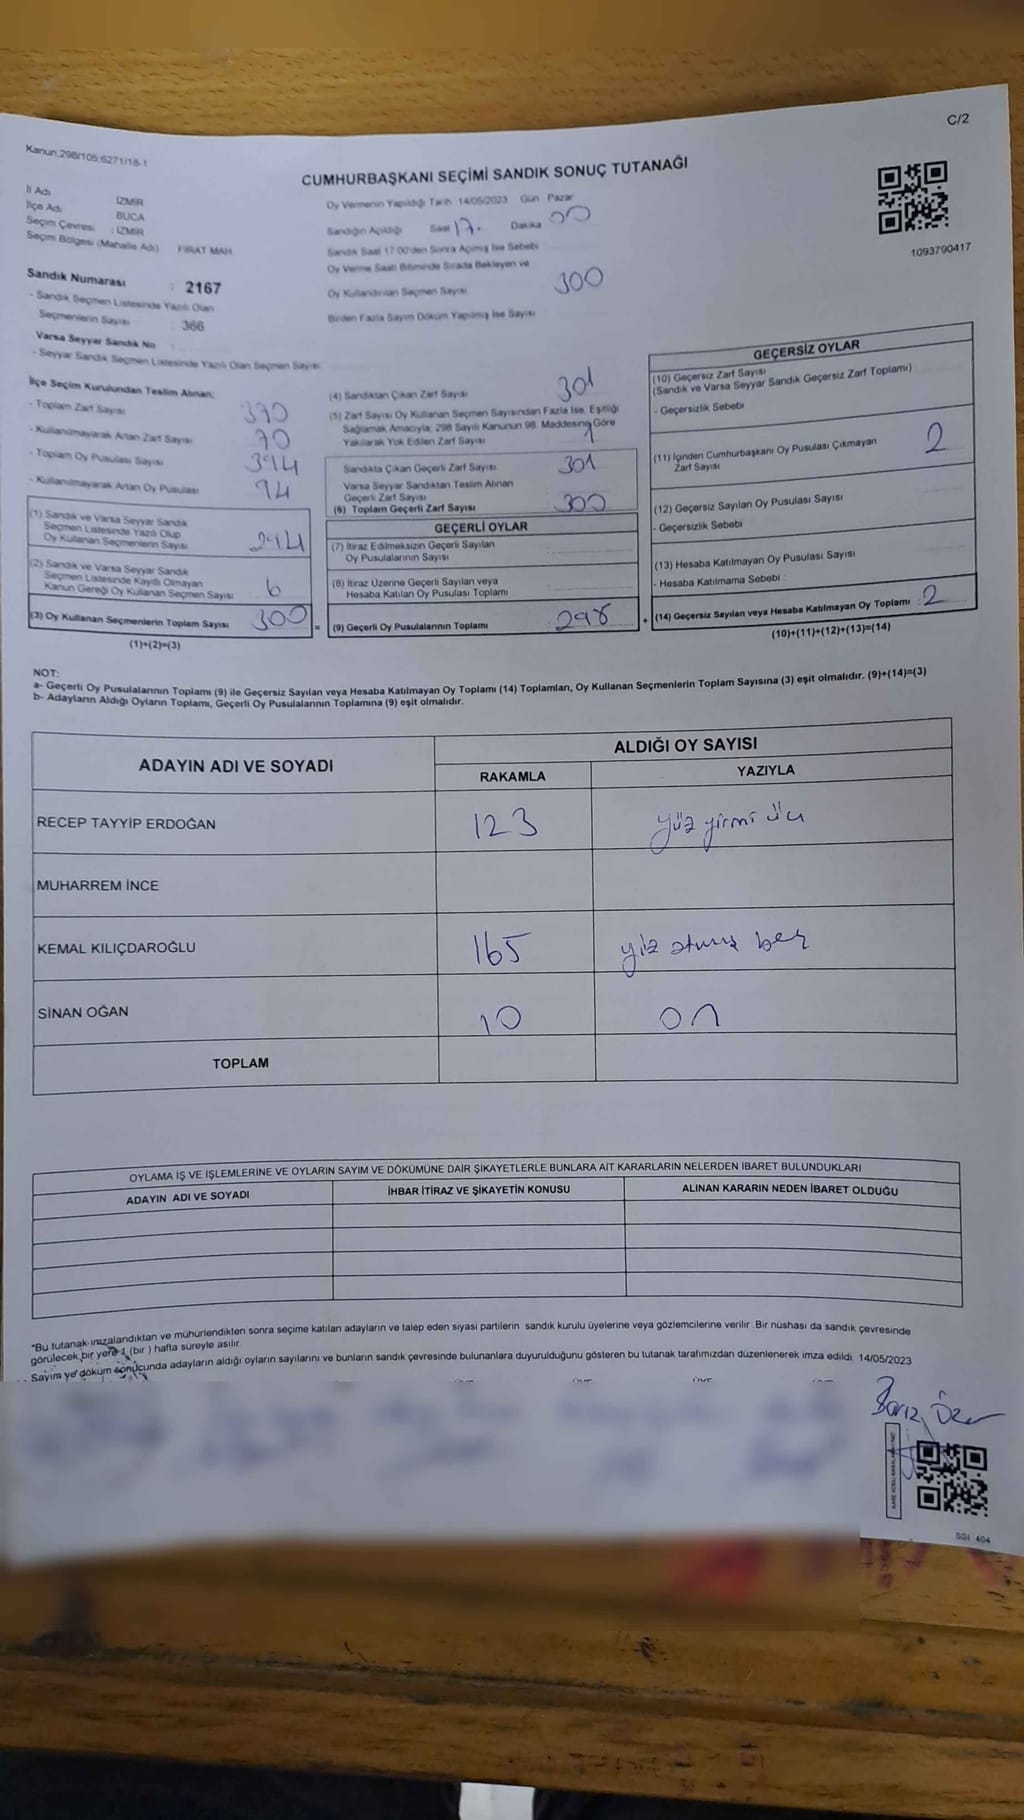 C/2
Kanun,298/105,6271/18-1
CUMHURBAŞKANI SEÇİMİ SANDIK SONUÇ TUTANAĞI
İl Adı : İZMİR
İlçe Adı : BUCA
Seçim Çevresi : İZMİR
Seçim Bölgesi (Mahalle Adı) FIRAT MAH
Sandık Numarası : 2167
- Sandık Seçmen Listesinde Yazılı Olan
Seçmenlerin Sayısı : 366
Varsa Seyyar Sandık No :
- Seyyar Sandık Seçmen Listesinde Yazılı Olan Seçmen Sayısı :
Oy Vermenin Yapıldığı Tarih 14/05/2023 Gün Pazar
Sandığın Açıldığı Saat 17. Dakika 00
Sandık Saat 17:00'den Sonra Açılmış İse Sebebi
Oy Verme Saati Bitiminde Sırada Bekleyen ve
Oy Kullandırılan Seçmen Sayısı 300
Birden Fazla Sayım Döküm Yapılmış İse Sayısı
1093790417
İlçe Seçim Kurulundan Teslim Alınan;
- Toplam Zarf Sayısı 370
- Kullanılmayarak Artan Zarf Sayısı 70
- Toplam Oy Pusulası Sayısı 394
- Kullanılmayarak Artan Oy Pusulası 94
(1) Sandık ve Varsa Seyyar Sandık
Seçmen Listesinde Yazılı Olup
Oy Kullanan Seçmenlerin Sayısı 294
(2) Sandık ve Varsa Seyyar Sandık
Seçmen Listesinde Kayıtlı Olmayan
Kanun Gereği Oy Kullanan Seçmen Sayısı 6
(3) Oy Kullanan Seçmenlerin Toplam Sayısı 300 =
(1)+(2)=(3)
(4) Sandıktan Çıkan Zarf Sayısı 301
(5) Zarf Sayısı Oy Kullanan Seçmen Sayısından Fazla İse, Eşitliği
Sağlamak Amacıyla; 298 Sayılı Kanunun 98. Maddesine Göre
Yakılarak Yok Edilen Zarf Sayısı 1
Sandıkta Çıkan Geçerli Zarf Sayısı 301
Varsa Seyyar Sandıktan Teslim Alınan
Geçerli Zarf Sayısı
(6) Toplam Geçerli Zarf Sayısı 300
GEÇERLİ OYLAR
(7) İtiraz Edilmeksizin Geçerli Sayılan
Oy Pusulalarının Sayısı :
(8) İtiraz Üzerine Geçerli Sayılan veya
Hesaba Katılan Oy Pusulası Toplamı :
(9) Geçerli Oy Pusulalarının Toplamı : 298 +
GEÇERSİZ OYLAR
(10) Geçersiz Zarf Sayısı
(Sandık ve Varsa Seyyar Sandık Geçersiz Zarf Toplamı)
- Geçersizlik Sebebi
(11) İçinden Cumhurbaşkanı Oy Pusulası Çıkmayan
Zarf Sayısı 2
(12) Geçersiz Sayılan Oy Pusulası Sayısı
- Geçersizlik Sebebi
(13) Hesaba Katılmayan Oy Pusulası Sayısı
- Hesaba Katılmama Sebebi :
(14) Geçersiz Sayılan veya Hesaba Katılmayan Oy Toplamı : 2
(10)+(11)+(12)+(13)=(14)
NOT:
a- Geçerli Oy Pusulalarının Toplamı (9) ile Geçersiz Sayılan veya Hesaba Katılmayan Oy Toplamı (14) Toplamları, Oy Kullanan Seçmenlerin Toplam Sayısına (3) eşit olmalıdır. (9)+(14)=(3)
b- Adayların Aldığı Oyların Toplamı, Geçerli Oy Pusulalarının Toplamına (9) eşit olmalıdır.
ADAYIN ADI VE SOYADI
ALDIĞI OY SAYISI
RAKAMLA YAZIYLA
RECEP TAYYİP ERDOĞAN 123 yüz yirmi üç
MUHARREM İNCE
KEMAL KILIÇDAROĞLU 165 yüz atmış beş
SİNAN OĞAN 10 on
TOPLAM
OYLAMA İŞ VE İŞLEMLERİNE VE OYLARIN SAYIM VE DÖKÜMÜNE DAİR ŞİKAYETLERLE BUNLARA AİT KARARLARIN NELERDEN İBARET BULUNDUKLARI
ADAYIN ADI VE SOYADI İHBAR İTİRAZ VE ŞİKAYETİN KONUSU ALINAN KARARIN NEDEN İBARET OLDUĞU
*Bu tutanak imzalandıktan ve mühürlendikten sonra seçime katılan adayların ve talep eden siyasi partilerin sandık kurulu üyelerine veya gözlemcilerine verilir. Bir nüshası da sandık çevresinde
görülecek bir yere 1 (bir ) hafta süreyle asılır
Sayım ve döküm sonucunda adayların aldığı oyların sayılarını ve bunların sandık çevresinde bulunanlara duyurulduğunu gösteren bu tutanak tarafımızdan düzenlenerek imza edildi. 14/05/2023
Barız Özer
SSİ 404